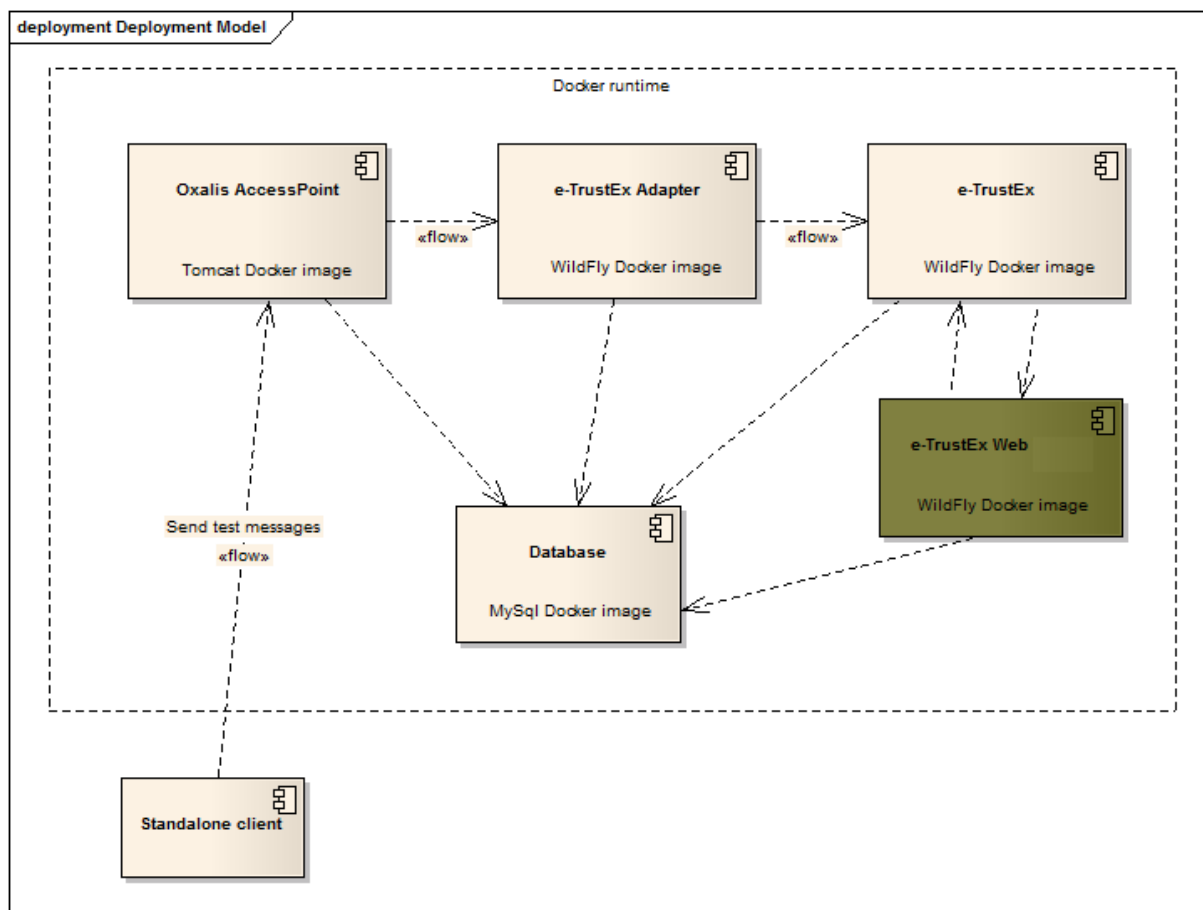 deployment Deployment Model
Docker runtime
Oxalis AccessPoint
Tomcat Docker image
«flow»
e-TrustEx Adapter
WildFly Docker image
«flow»
e-TrustEx
WildFly Docker image
e-TrustEx Web
WildFly Docker image
Send test messages
«flow»
Database
MySql Docker image
Standalone client